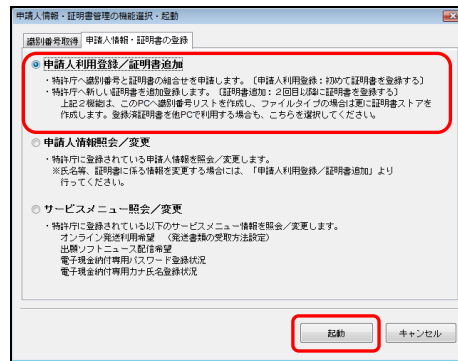 申請人情報・証明書管理の機能選択・起動
識別番号取得 申請人情報・証明書の登録
申請人利用登録／証明書追加
・特許庁へ識別番号と証明書の組合せを申請します。〔申請人利用登録：初めて証明書を登録する〕
・特許庁へ新しい証明書を追加登録します。〔証明書追加：２回目以降に証明書を登録する〕
上記２機能は、このPCへ識別番号リストを作成し、ファイルタイプの場合は更に証明書ストアを
作成します。登録済証明書を他PCで利用する場合も、こちらを選択してください。
申請人情報照会／変更
・特許庁に登録されている申請人情報を照会／変更します。
※氏名等、証明書に係る情報を変更する場合には、「申請人利用登録／証明書追加」より
行ってください。
サービスメニュー照会／変更
・特許庁に登録されている以下のサービスメニュー情報を照会／変更します。
オンライン発送利用希望 （発送書類の受取方法設定）
出願ソフトニュース配信希望
電子現金納付専用パスワード登録状況
電子現金納付専用カナ氏名登録状況
起動 キャンセル